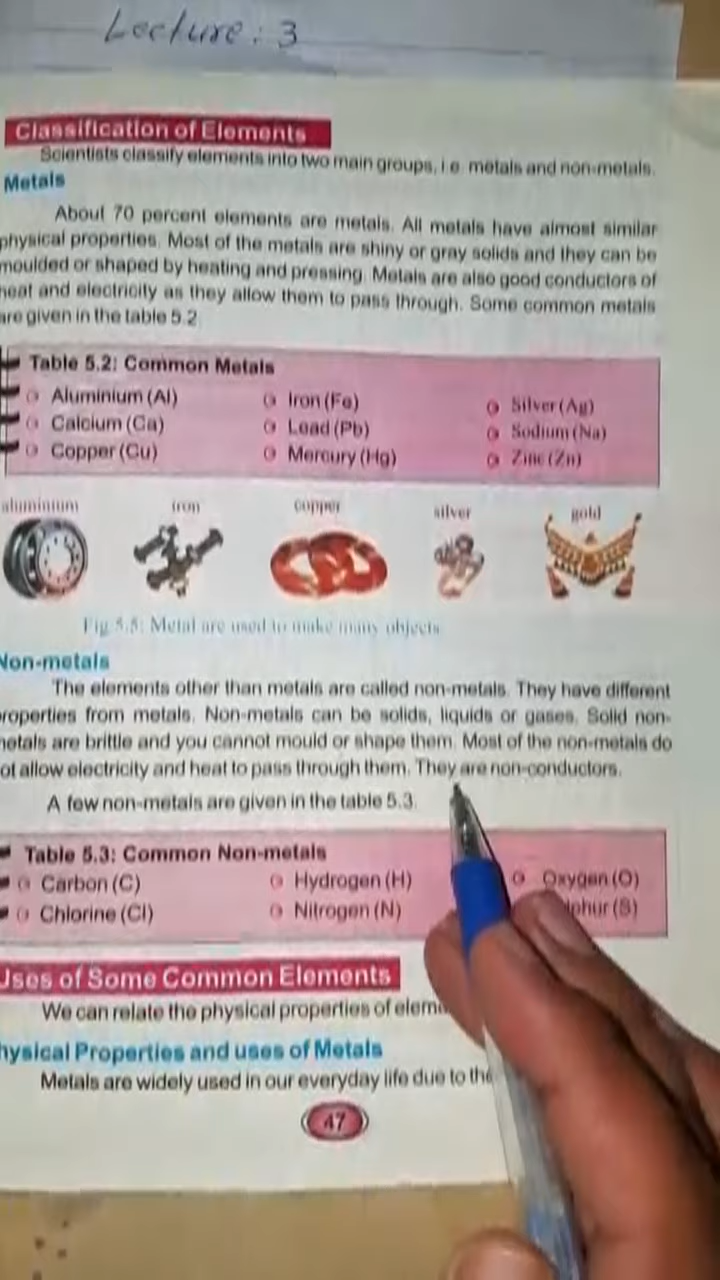 Lecture : 3
Classification of Elements
Scientists classify elements into two main groups, i.e. metals and non-metals.
Metals
About 70 percent elements are metals. All metals have almost similar
physical properties. Most of the metals are shiny or gray solids and they can be
moulded or shaped by heating and pressing. Metals are also good conductors of
heat and electricity as they allow them to pass through. Some common metals
are given in the table 5.2
Table 5.2: Common Metals
Aluminium (Al) Iron (Fe) Silver (Ag)
Calcium (Ca) Lead (Pb) Sodium (Na)
Copper (Cu) Mercury (Hg) Zinc (Zn)
aluminium iron copper silver gold
Fig 5.5: Metal are used to make many objects
Non-metals
The elements other than metals are called non-metals. They have different
roperties from metals. Non-metals can be solids, liquids or gases. Solid non-
netals are brittle and you cannot mould or shape them. Most of the non-metals do
ot allow electricity and heat to pass through them. They are non-conductors.
A few non-metals are given in the table 5.3.
Table 5.3: Common Non-metals
Carbon (C) Hydrogen (H) Oxygen (O)
Chlorine (Cl) Nitrogen (N) lphur (S)
Uses of Some Common Elements
We can relate the physical properties of eleme
hysical Properties and uses of Metals
Metals are widely used in our everyday life due to the
47